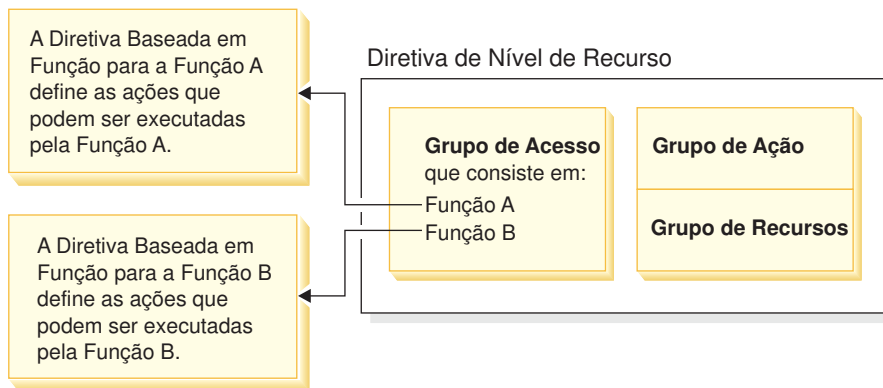 A Diretiva Baseada em
Função para a Função A
define as ações que
podem ser executadas
pela Função A.
A Diretiva Baseada em
Função para a Função B
define as ações que
podem ser executadas
pela Função B.
Diretiva de Nível de Recurso
Grupo de Acesso
que consiste em:
Função A
Função B
Grupo de Ação
Grupo de Recursos